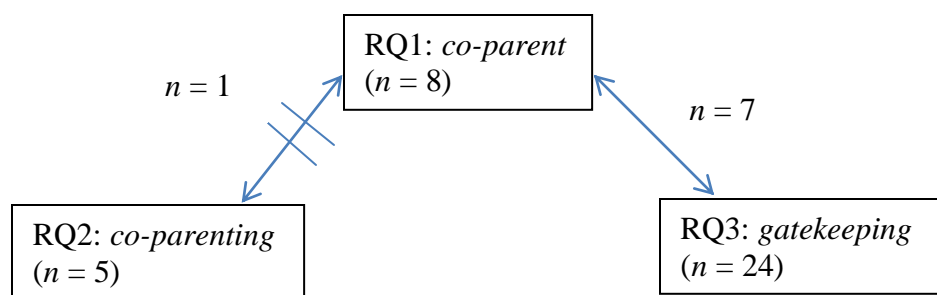 RQ1: co-parent
(n = 8)
n = 1
n = 7
RQ2: co-parenting
(n = 5)
RQ3: gatekeeping
(n = 24)